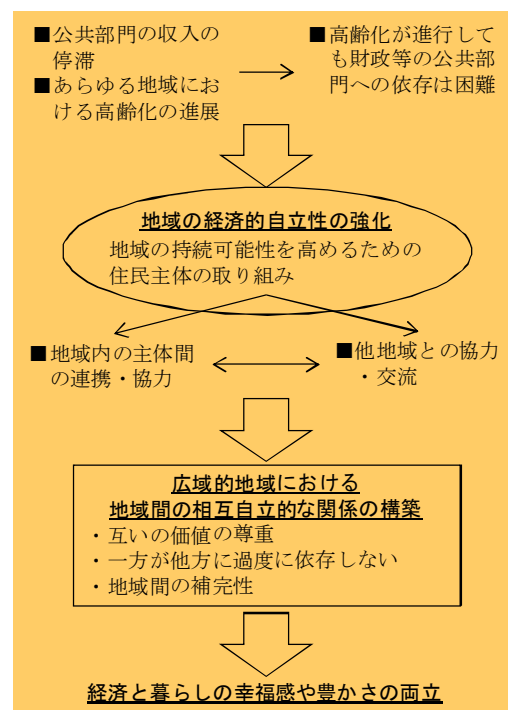 ■公共部門の収入の
停滞
■あらゆる地域にお
ける高齢化の進展
■高齢化が進行して
も財政等の公共部
門への依存は困難
地域の経済的自立性の強化
地域の持続可能性を高めるための
住民主体の取り組み
■地域内の主体間
の連携・協力
■他地域との協力
・交流
広域的地域における
地域間の相互自立的な関係の構築
・互いの価値の尊重
・一方が他方に過度に依存しない
・地域間の補完性
経済と暮らしの幸福感や豊かさの両立